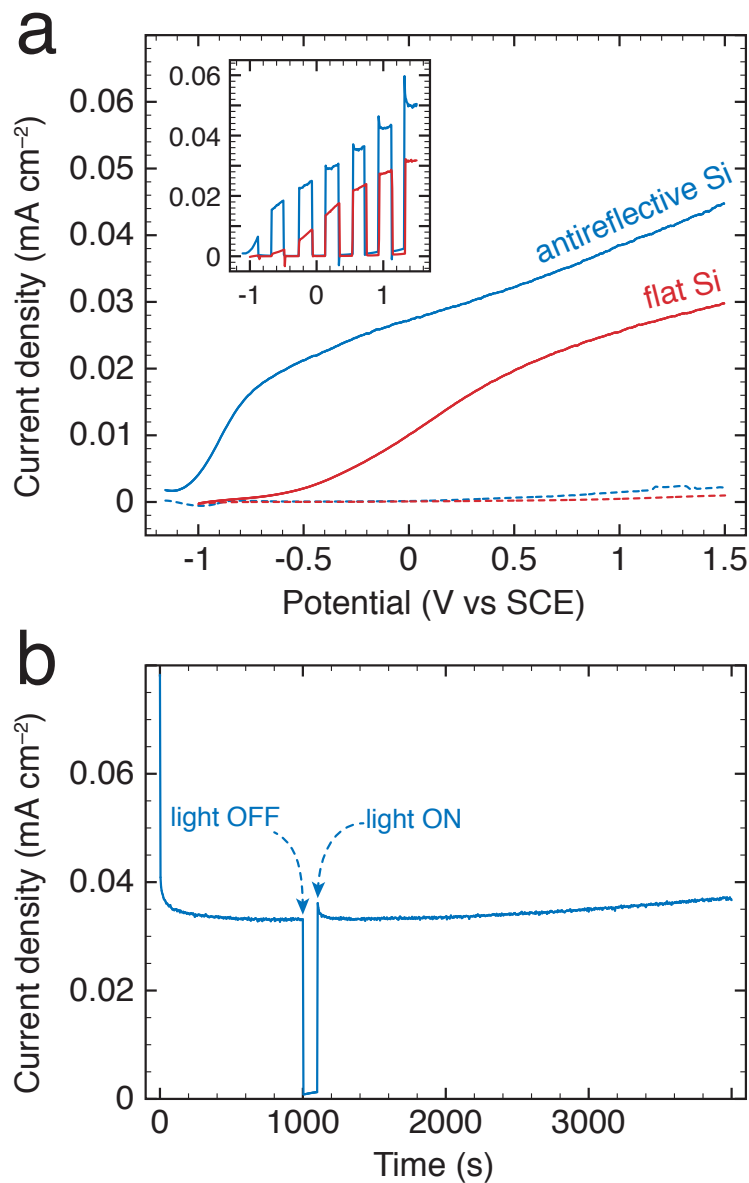 a
Current density (mA cm⁻²)
0.06
0.05
0.04
0.03
0.02
0.01
0
0.06
0.04
0.02
0
-1
0
1
antireflective Si
flat Si
-1
-0.5
0
0.5
1
1.5
Potential (V vs SCE)
b
Current density (mA cm⁻²)
0.06
0.04
0.02
0
light OFF
light ON
0
1000
2000
3000
Time (s)